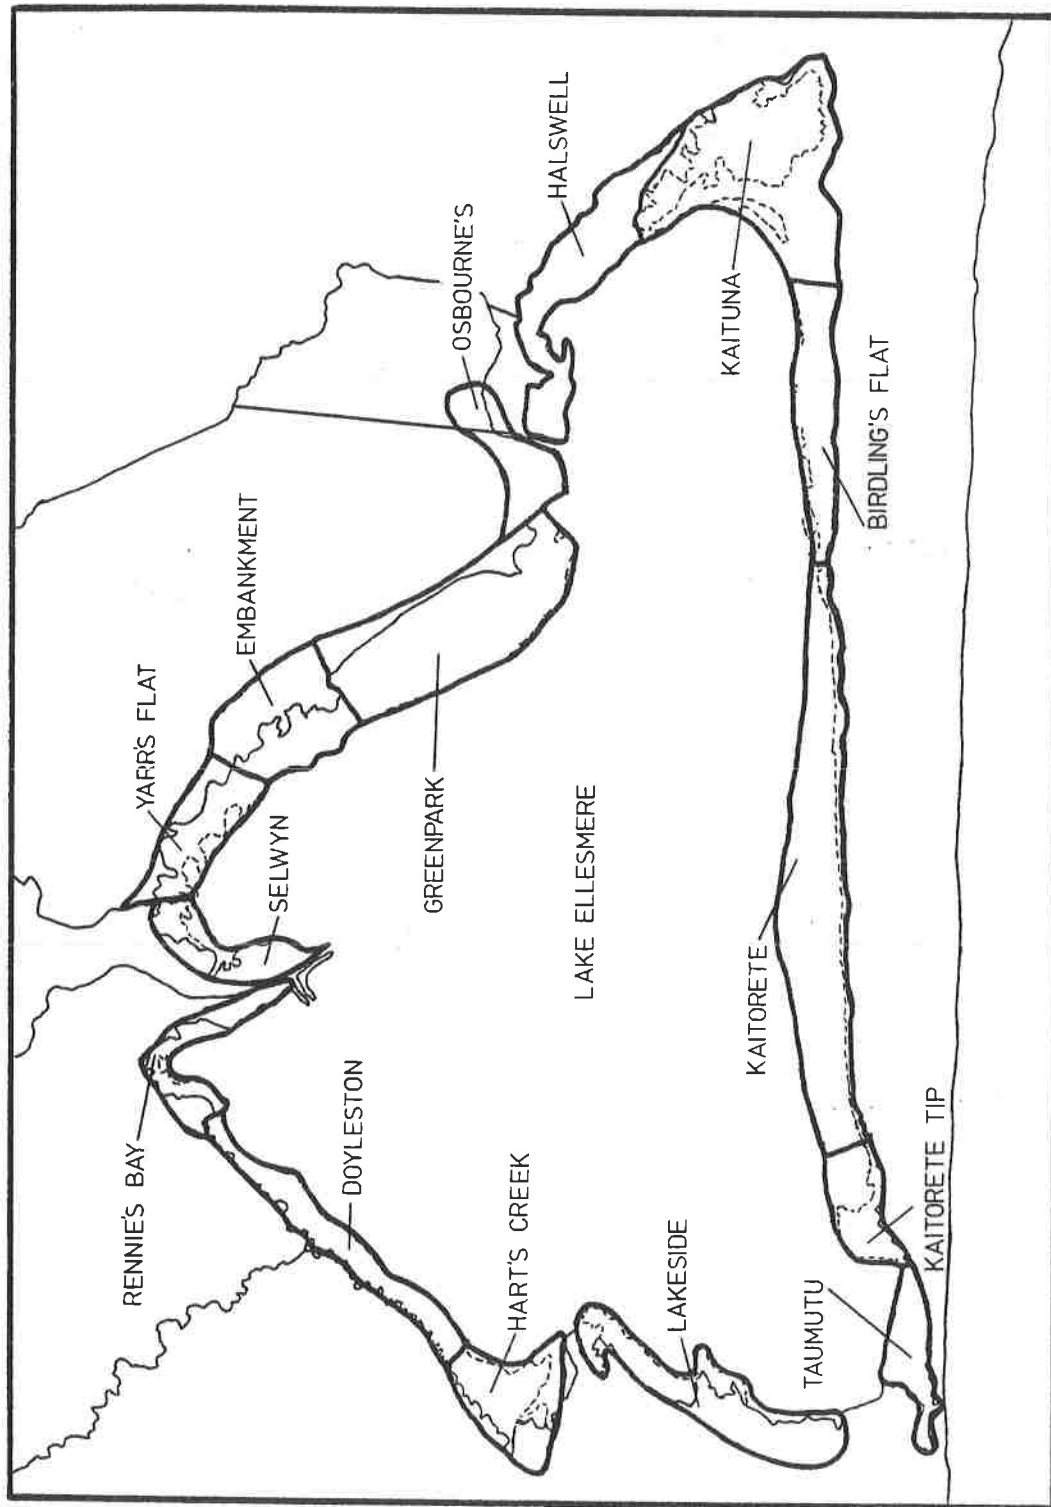 RENNIE'S BAY
YARR'S FLAT
EMBANKMENT
OSBOURNE'S
HALSWELL
SELWYN
DOYLESTON
GREENPARK
HART'S CREEK
LAKE ELLESMERE
LAKESIDE
KAITUNA
KAITORETE
TAUMUTU
BIRDLING'S FLAT
KAITORETE TIP